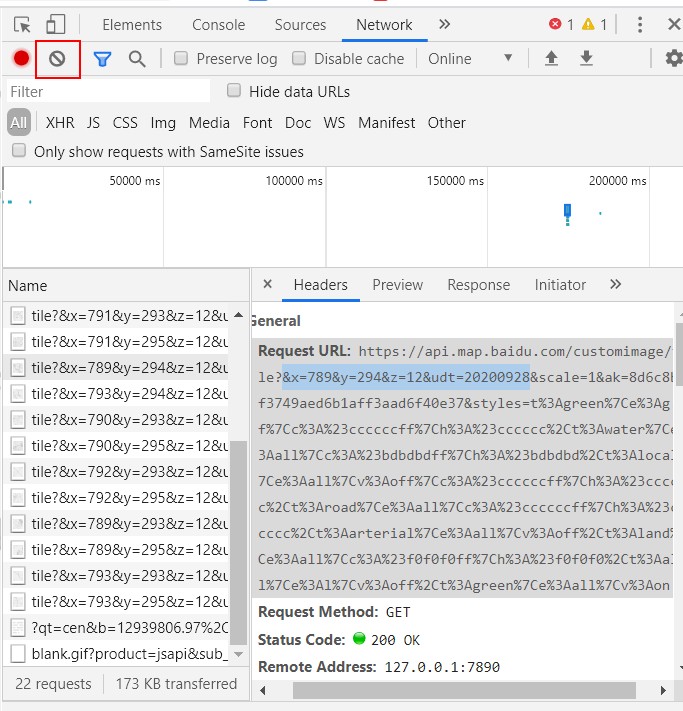 Elements Console Sources Network » 1 1
Preserve log Disable cache Online
Filter Hide data URLs
All XHR JS CSS Img Media Font Doc WS Manifest Other
Only show requests with SameSite issues
50000 ms 100000 ms 150000 ms 200000 ms
Name
tile?&x=791&y=293&z=12&u
tile?&x=791&y=295&z=12&u
tile?&x=789&y=294&z=12&u
tile?&x=793&y=294&z=12&u
tile?&x=790&y=293&z=12&u
tile?&x=790&y=295&z=12&u
tile?&x=792&y=293&z=12&u
tile?&x=792&y=295&z=12&u
tile?&x=789&y=293&z=12&u
tile?&x=789&y=295&z=12&u
tile?&x=793&y=293&z=12&u
tile?&x=793&y=295&z=12&u
?qt=cen&b=12939806.97%2C
blank.gif?product=jsapi&sub_
22 requests 173 KB transferred
× Headers Preview Response Initiator »
General
Request URL: https://api.map.baidu.com/customimage/
le?&x=789&y=294&z=12&udt=20200928&scale=1&ak=8d6c8b
f3749aed6b1aff3aad6f40e37&styles=t%3Agreen%7Ce%3Ag
f%7Cc%3A%23ccccccff%7Ch%3A%23cccccc%2Ct%3Awater%7Ce
3Aall%7Cc%3A%23bdbdbdff%7Ch%3A%23bdbdbd%2Ct%3Alocal
7Ce%3Aall%7Cv%3Aoff%7Cc%3A%23ccccccff%7Ch%3A%23cccc
c%2Ct%3Aroad%7Ce%3Aall%7Cc%3A%23ccccccff%7Ch%3A%23c
cccc%2Ct%3Aarterial%7Ce%3Aall%7Cv%3Aoff%2Ct%3Aland%
Ce%3Aall%7Cc%3A%23f0f0f0ff%7Ch%3A%23f0f0f0%2Ct%3Aa
l%7Ce%3Al%7Cv%3Aoff%2Ct%3Agreen%7Ce%3Aall%7Cv%3Aon
Request Method: GET
Status Code: 200 OK
Remote Address: 127.0.0.1:7890